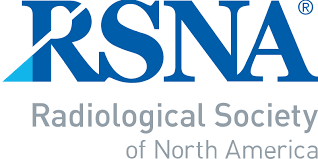 RSNA®
Radiological Society
of North America